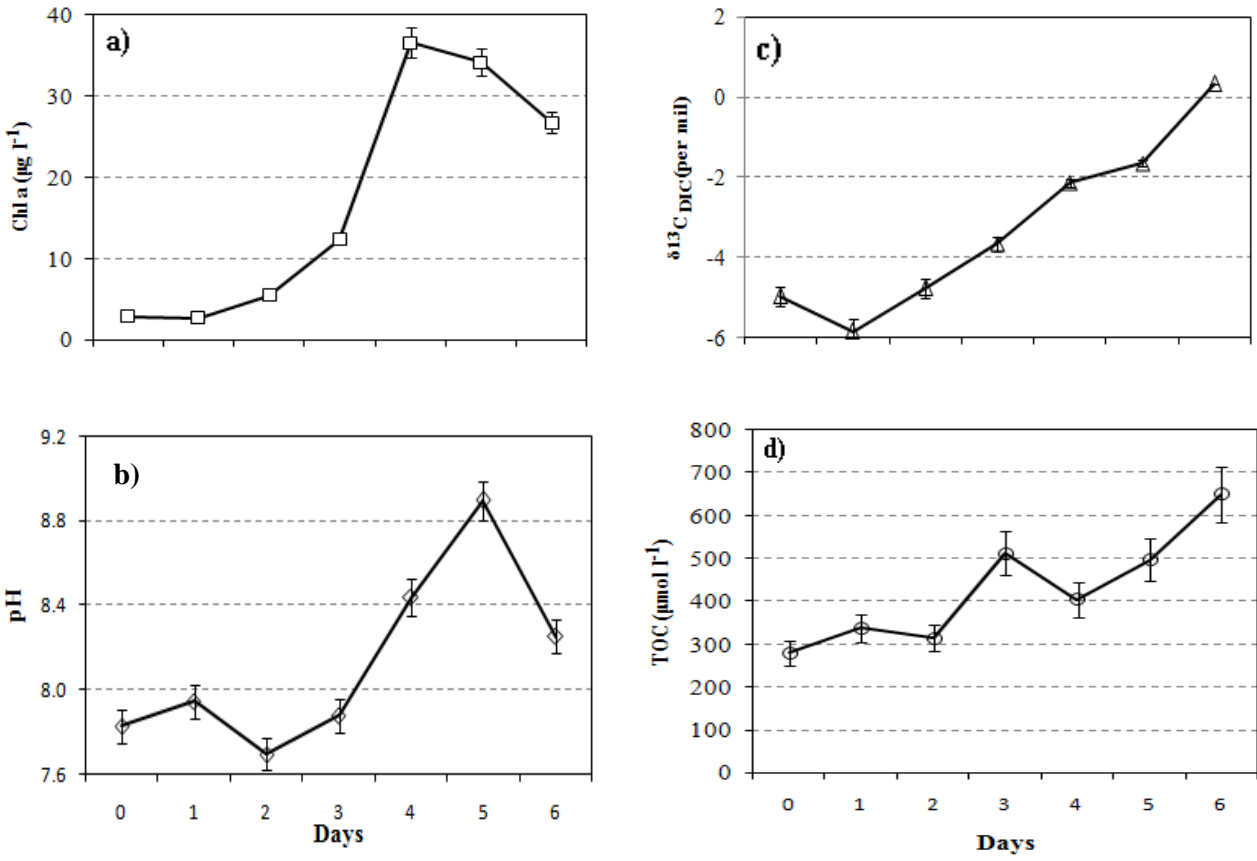 a)
40
30
20
10
0
Chl a (µg l⁻¹)
c)
2
0
-2
-4
-6
δ13C DIC (per mil)
b)
9.2
8.8
8.4
8.0
7.6
pH
0 1 2 3 4 5 6
Days
d)
800
700
600
500
400
300
200
100
0
TOC (µmol l⁻¹)
0 1 2 3 4 5 6
Days